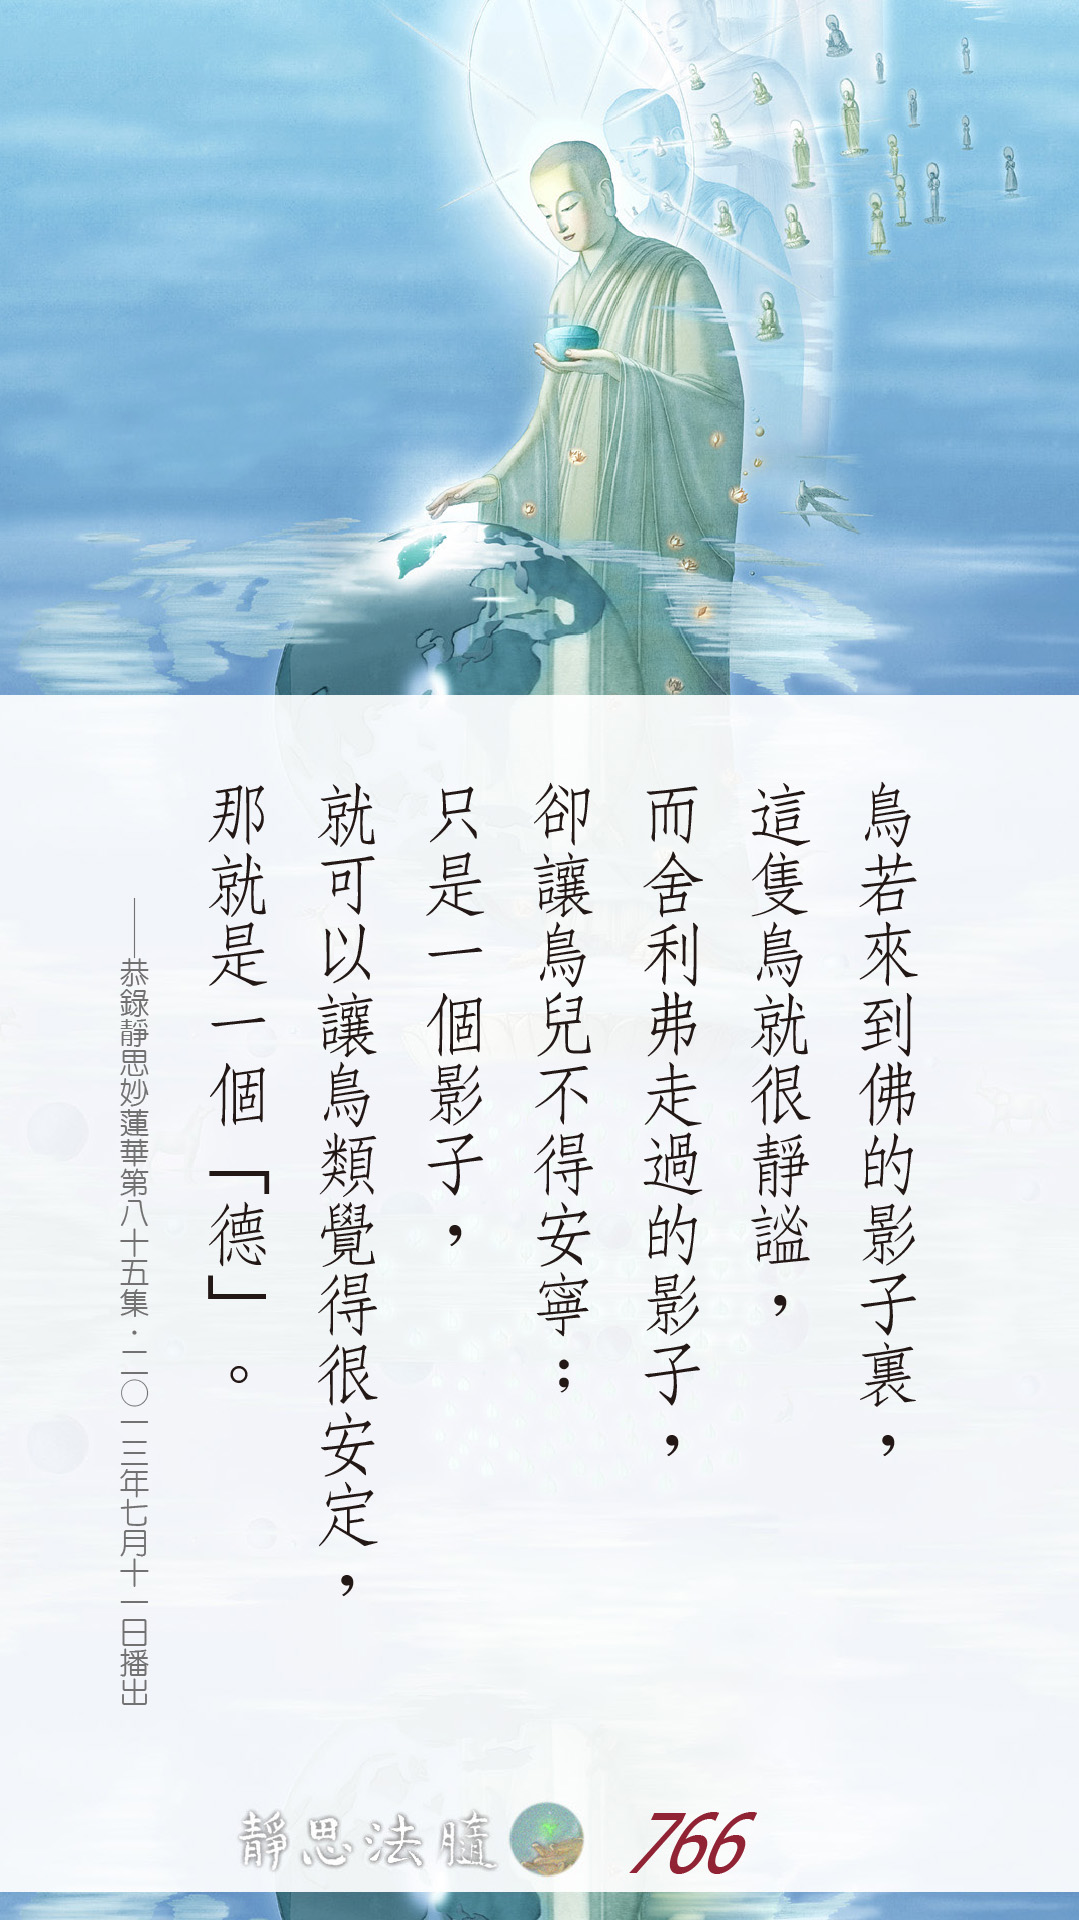 鳥若來到佛的影子裏，
這隻鳥就很靜謐，
而舍利弗走過的影子，
卻讓鳥兒不得安寧；
只是一個影子，
就可以讓鳥類覺得很安定，
那就是一個「德」。
——恭錄靜思妙蓮華第八十五集．二〇一三年七月十一日播出
靜思法髓
766